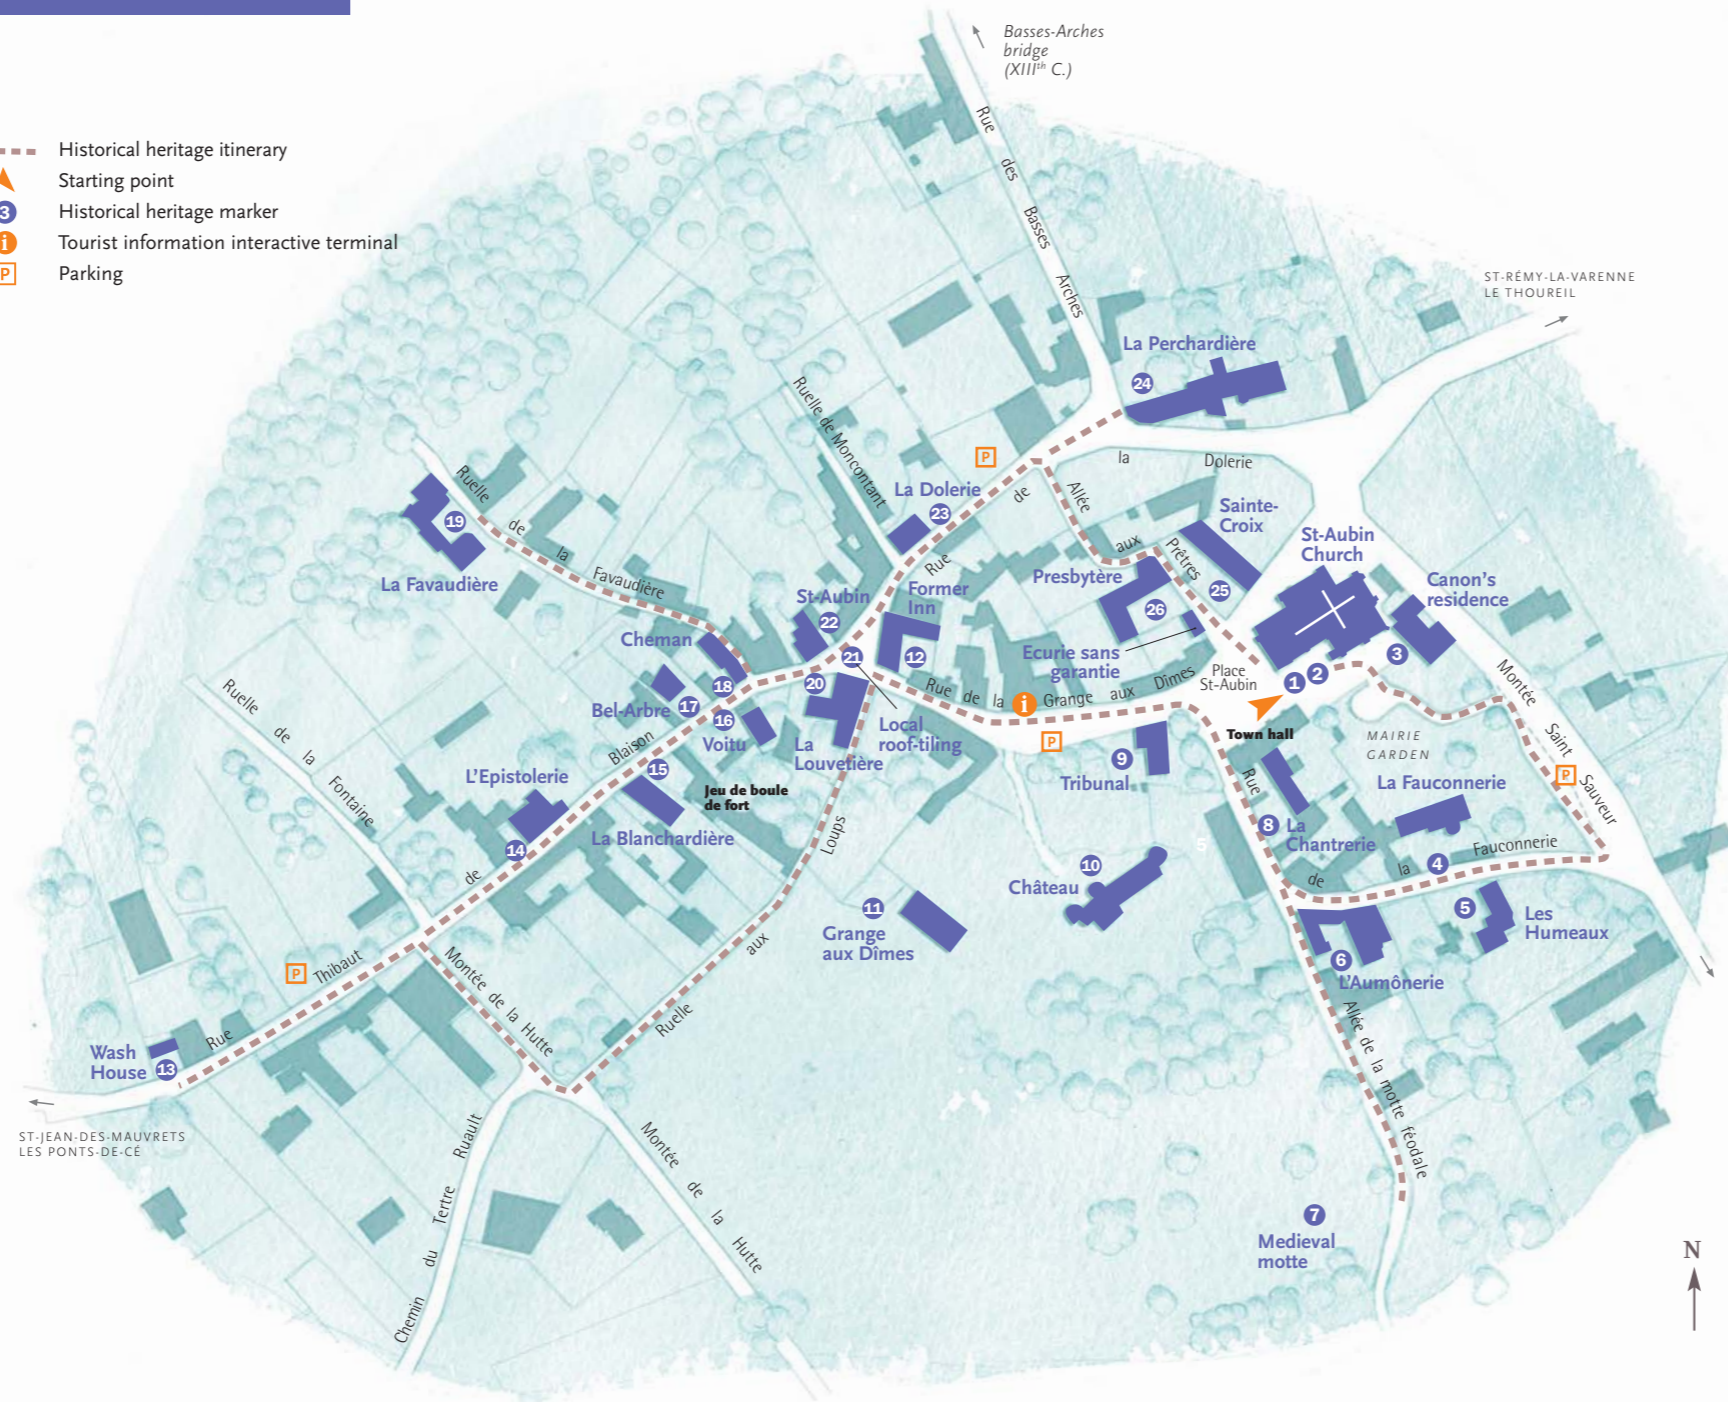 Historical heritage itinerary
Starting point
3
Historical heritage marker
i
Tourist information interactive terminal
P
Parking
Basses-Arches
bridge
(XIIIth C.)
Rue des Basses Arches
ST-RÉMY-LA-VARENNE
LE THOUREIL
La Perchardière
24
Ruelle de Moncontant
P
la Dolerie
La Dolerie
23
Allée aux Prêtres
Sainte-
Croix
25
St-Aubin
Church
Canon's
residence
3
Ruelle de la Favaudière
19
La Favaudière
Rue de
Presbytère
26
Former
Inn
12
St-Aubin
22
21
Cheman
18
Ecurie sans
garantie
Place
St-Aubin
1
2
Rue de la Grange aux Dîmes
i
P
20
Bel-Arbre
17
16
Voitu
La
Louvetière
Local
roof-tiling
Town hall
MAIRIE
GARDEN
Montée Saint Sauveur
P
9
Tribunal
Ruelle de la Fontaine
L'Epistolerie
14
15
La Blanchardière
Jeu de boule
de fort
La Fauconnerie
8
La
Chantrerie
Rue de la Fauconnerie
4
5
10
Château
11
Grange
aux Dîmes
5
Les
Humeaux
6
L'Aumônerie
Ruelle aux Loups
Rue Thibaut de Blaison
P
Montée de la Hutte
Wash
House
13
ST-JEAN-DES-MAUVRETS
LES PONTS-DE-CÉ
Chemin du Tertre Ruault
Montée de la Hutte
Allée de la motte féodale
7
Medieval
motte
N